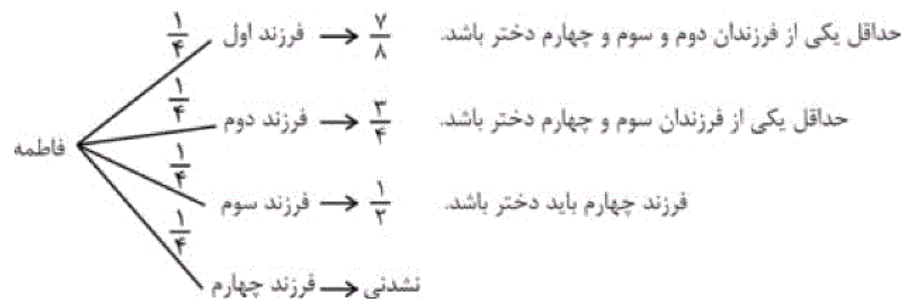 ۱/۴ فرزند اول → ۷/۸ حداقل یکی از فرزندان دوم و سوم و چهارم دختر باشد.
۱/۴ فرزند دوم → ۳/۴ حداقل یکی از فرزندان سوم و چهارم دختر باشد.
فاطمه
۱/۴ فرزند سوم → ۱/۲ فرزند چهارم باید دختر باشد.
۱/۴ فرزند چهارم → نشدنی